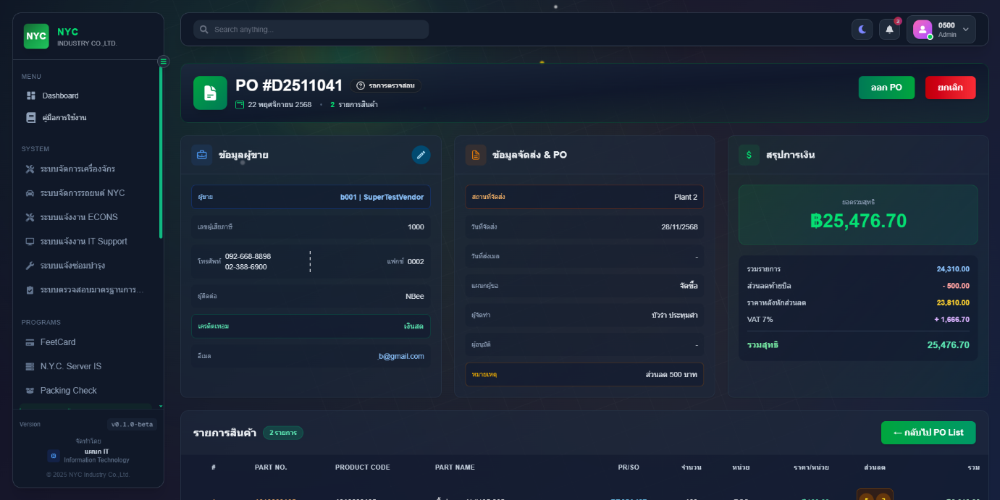 NYC
NYC
INDUSTRY CO.,LTD.
MENU
Dashboard
คู่มือการใช้งาน
SYSTEM
ระบบจัดการเครื่องจักร
ระบบจัดการรถยนต์ NYC
ระบบแจ้งงาน ECONS
ระบบแจ้งงาน IT Support
ระบบแจ้งซ่อมบำรุง
ระบบตรวจสอบมาตรฐานการ...
PROGRAMS
FeetCard
N.Y.C. Server IS
Packing Check
Version v0.1.0-beta
จัดทำโดย
แผนก IT
Information Technology
© 2025 NYC Industry Co.,Ltd.
Search anything...
2
0500
Admin
PO #D2511041 รอการตรวจสอบ
22 พฤศจิกายน 2568 • 2 รายการสินค้า
ออก PO
ยกเลิก
ข้อมูลผู้ขาย
ผู้ขาย b001 | SuperTestVendor
เลขผู้เสียภาษี 1000
โทรศัพท์ 092-668-8898
02-388-6900
แฟกซ์ 0002
ผู้ติดต่อ NBee
เครดิตเทอม เงินสด
อีเมล b@gmail.com
ข้อมูลจัดส่ง & PO
สถานที่จัดส่ง Plant 2
วันที่จัดส่ง 28/11/2568
วันที่ส่งเมล -
แผนกผู้ขอ จัดซื้อ
ผู้จัดทำ บัวรำ ประทุมศา
ผู้อนุมัติ -
หมายเหตุ ส่วนลด 500 บาท
$ สรุปการเงิน
ยอดรวมสุทธิ
฿25,476.70
รวมรายการ 24,310.00
ส่วนลดท้ายบิล - 500.00
ราคาหลังหักส่วนลด 23,810.00
VAT 7% + 1,666.70
รวมสุทธิ 25,476.70
รายการสินค้า 2 รายการ
← กลับไป PO List
# PART NO. PRODUCT CODE PART NAME PR/SO จำนวน หน่วย ราคา/หน่วย ส่วนลด รวม